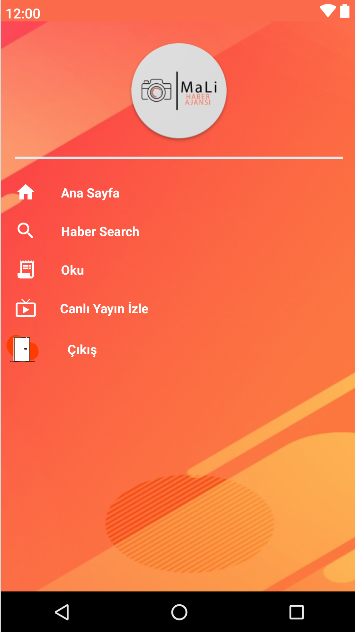 12:00
MaLi
HABER
AJANSI
Ana Sayfa
Haber Search
Oku
Canlı Yayın İzle
Çıkış